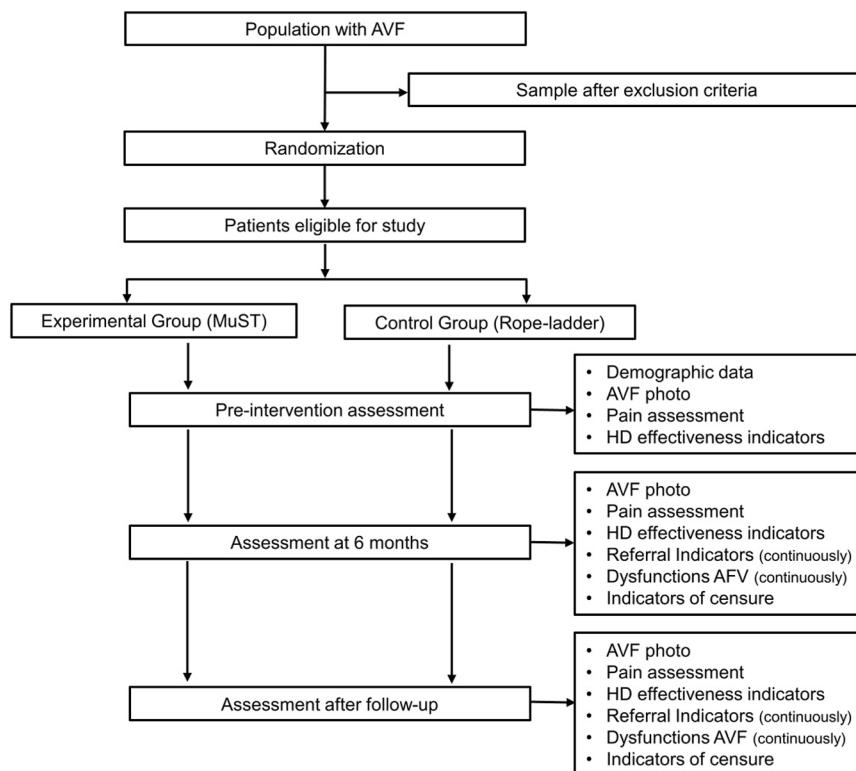 Population with AVF
Sample after exclusion criteria
Randomization
Patients eligible for study
Experimental Group (MuST)
Control Group (Rope-ladder)
Pre-intervention assessment
• Demographic data
• AVF photo
• Pain assessment
• HD effectiveness indicators
Assessment at 6 months
• AVF photo
• Pain assessment
• HD effectiveness indicators
• Referral Indicators (continuously)
• Dysfunctions AFV (continuously)
• Indicators of censure
Assessment after follow-up
• AVF photo
• Pain assessment
• HD effectiveness indicators
• Referral Indicators (continuously)
• Dysfunctions AVF (continuously)
• Indicators of censure